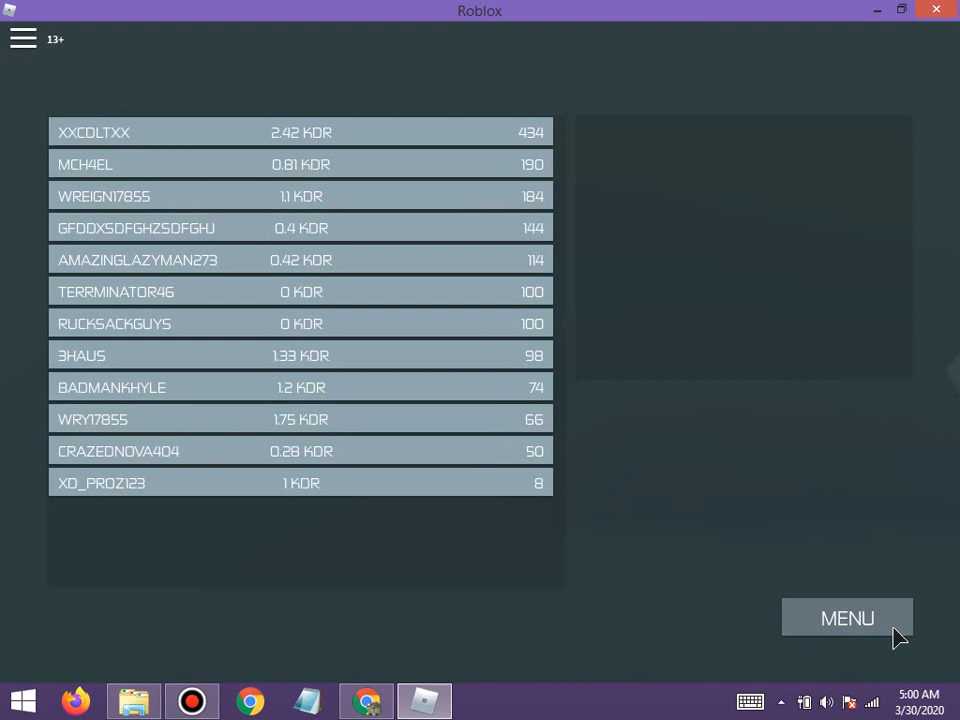 Roblox
13+
XXCDLTXX 2.42 KDR 434
MCH4EL 0.81 KDR 190
WREIGN17855 1.1 KDR 184
GFDDXSDFGHZSDFGHJ 0.4 KDR 144
AMAZINGLAZYMAN273 0.42 KDR 114
TERRMINATOR46 0 KDR 100
RUCKSACKGUYS 0 KDR 100
3HAUS 1.33 KDR 98
BADMANKHYLE 1.2 KDR 74
WRY17855 1.75 KDR 66
CRAZEDNOVA404 0.28 KDR 50
XD_PROZ123 1 KDR 8
MENU
5:00 AM
3/30/2020